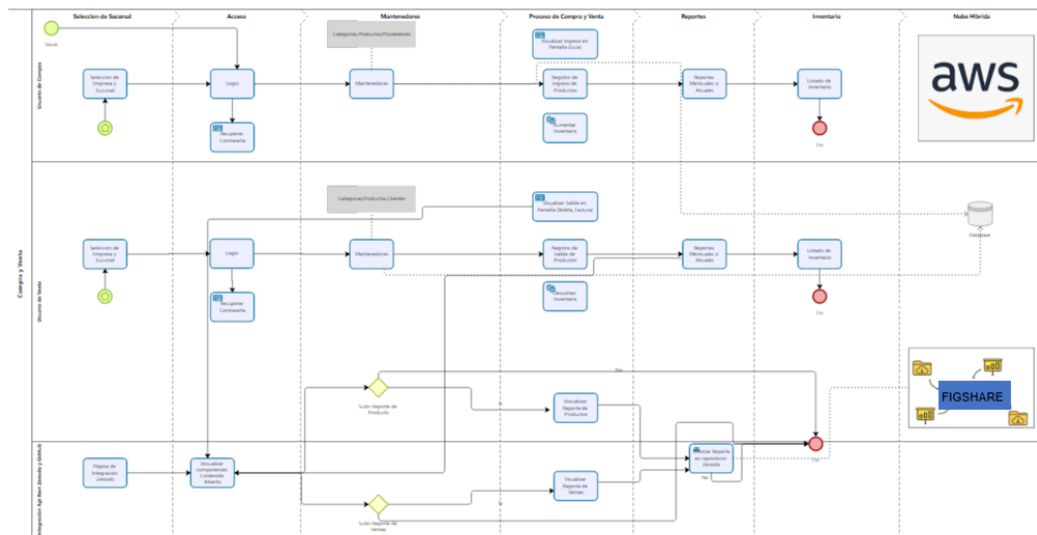 Seleccion de Sucursal
Acceso
Mantenedores
Proceso de Compra y Venta
Reportes
Inventario
Nube Hibrida
Compra y Venta
Usuario de Compra
Inicio
Categorias,Productos,Proveedores
Visualizar Ingreso en
Pantalla (Guia)
Seleccion de
Empresa y
Sucursal
Login
Mantenedores
Registro de
Ingreso de
Productos
Reportes
Mensuales o
Anuales
Listado de
Inventario
aws
Recuperar
Contraseña
Aumentar
Inventario
Fin
Usuario de Venta
Categorias,Productos,Clientes
Visualizar Salida en
Pantalla (Boleta, Factura)
Database
Seleccion de
Empresa y
Sucursal
Login
Mantenedores
Registro de
Salida de
Productos
Reportes
Mensuales o
Anuales
Listado de
Inventario
Recuperar
Contraseña
Descontar
Inventario
Fin
No
FIGSHARE
Subir Reporte de
Producto
Si
Visualizar
Reporte de
Productos
Integración Api Rest Zenodo y GitHub
Página de
Integración
Zenodo
Visualizar
componentes
Contenido
Abierto
Reporte
en repositorio
Zenodo
Fin
No
Visualizar
Reporte de
Ventas
Si
Subir Reporte de
Ventas